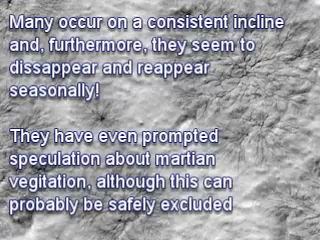 Many occur on a consistent incline
and, furthermore, they seem to
dissappear and reappear
seasonally!
They have even prompted
speculation about martian
vegitation, although this can
probably be safely excluded